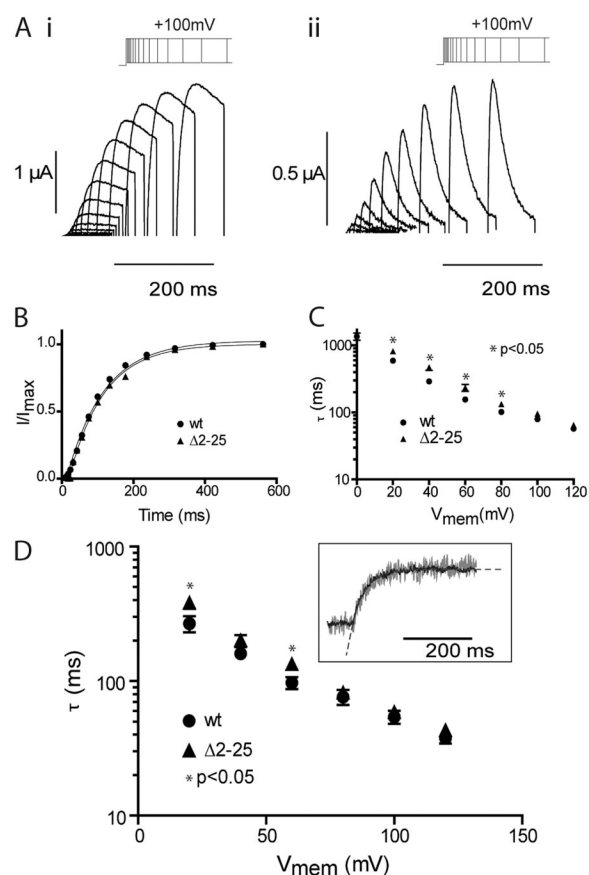 A i
+100mV
1 μA
200 ms
ii
+100mV
0.5 μA
200 ms
B
I/Imax
1.0
0.5
0.0
wt
Δ2-25
0 200 400 600
Time (ms)
C
τ (ms)
1000
100
10
* * * *
* p<0.05
wt
Δ2-25
0 20 40 60 80 100 120
Vmem(mV)
D
τ (ms)
1000
100
10
*
*
200 ms
wt
Δ2-25
* p<0.05
0 50 100 150
Vmem (mV)